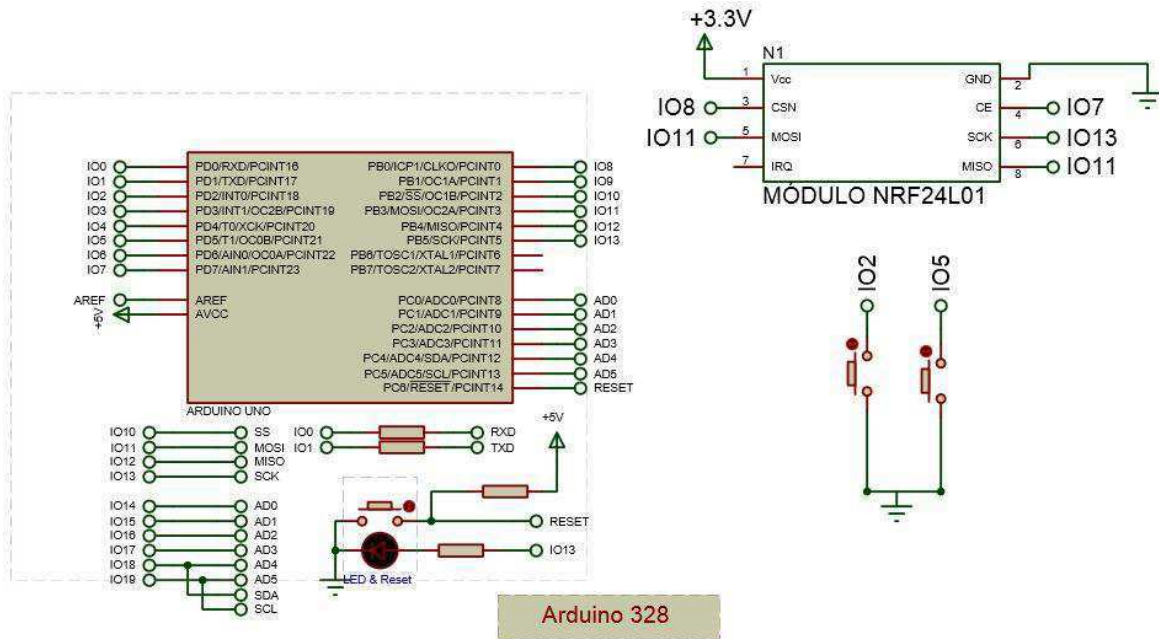 +3.3V
N1
1 Vcc GND 2
IO8 3 CSN CE 4 IO7
IO11 5 MOSI SCK 6 IO13
7 IRQ MISO 8 IO11
MÓDULO NRF24L01
IO0 PD0/RXD/PCINT16 PB0/ICP1/CLKO/PCINT0 IO8
IO1 PD1/TXD/PCINT17 PB1/OC1A/PCINT1 IO9
IO2 PD2/INT0/PCINT18 PB2/SS/OC1B/PCINT2 IO10
IO3 PD3/INT1/OC2B/PCINT19 PB3/MOSI/OC2A/PCINT3 IO11
IO4 PD4/T0/XCK/PCINT20 PB4/MISO/PCINT4 IO12
IO5 PD5/T1/OC0B/PCINT21 PB5/SCK/PCINT5 IO13
IO6 PD6/AIN0/OC0A/PCINT22 PB6/TOSC1/XTAL1/PCINT6
IO7 PD7/AIN1/PCINT23 PB7/TOSC2/XTAL2/PCINT7
AREF AREF PC0/ADC0/PCINT8 AD0
+5V AVCC PC1/ADC1/PCINT9 AD1
PC2/ADC2/PCINT10 AD2
PC3/ADC3/PCINT11 AD3
PC4/ADC4/SDA/PCINT12 AD4
PC5/ADC5/SCL/PCINT13 AD5
PC6/RESET/PCINT14 RESET
ARDUINO UNO
IO2 IO5
+5V
IO10 SS IO0 RXD
IO11 MOSI IO1 TXD
IO12 MISO
IO13 SCK
IO14 AD0
IO15 AD1 RESET
IO16 AD2
IO17 AD3 IO13
IO18 AD4
IO19 AD5 LED & Reset
SDA
SCL
Arduino 328